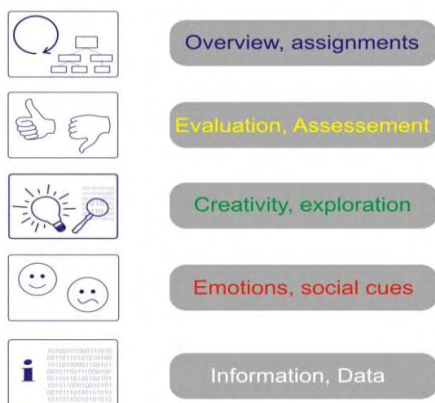 Overview, assignments
Evaluation, Assessement
Creativity, exploration
Emotions, social cues
i
Information, Data